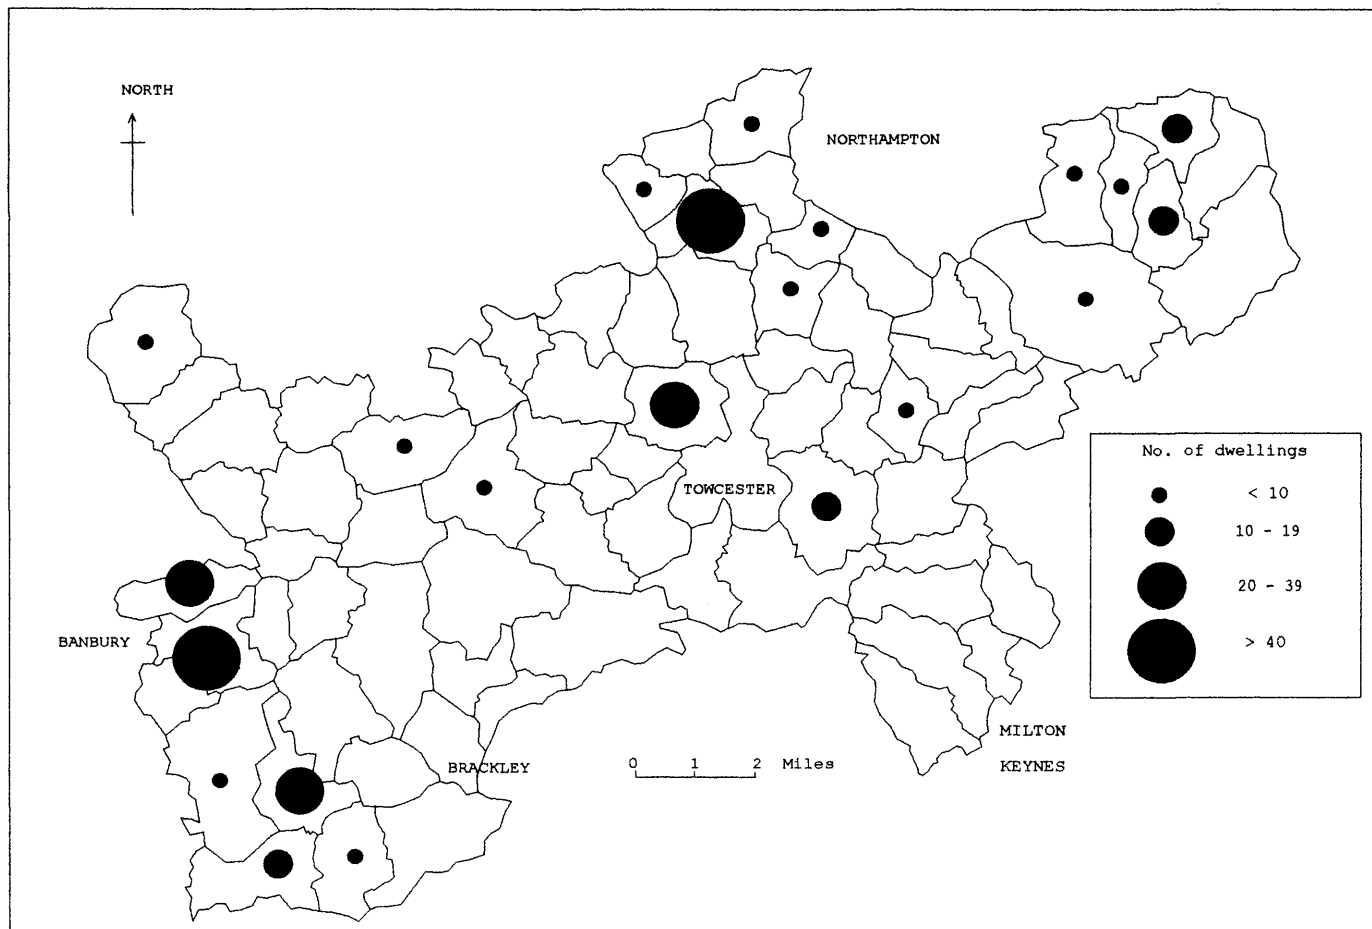 NORTH
NORTHAMPTON
No. of dwellings
< 10
10 - 19
20 - 39
> 40
TOWCESTER
BANBURY
BRACKLEY
0 1 2 Miles
MILTON
KEYNES